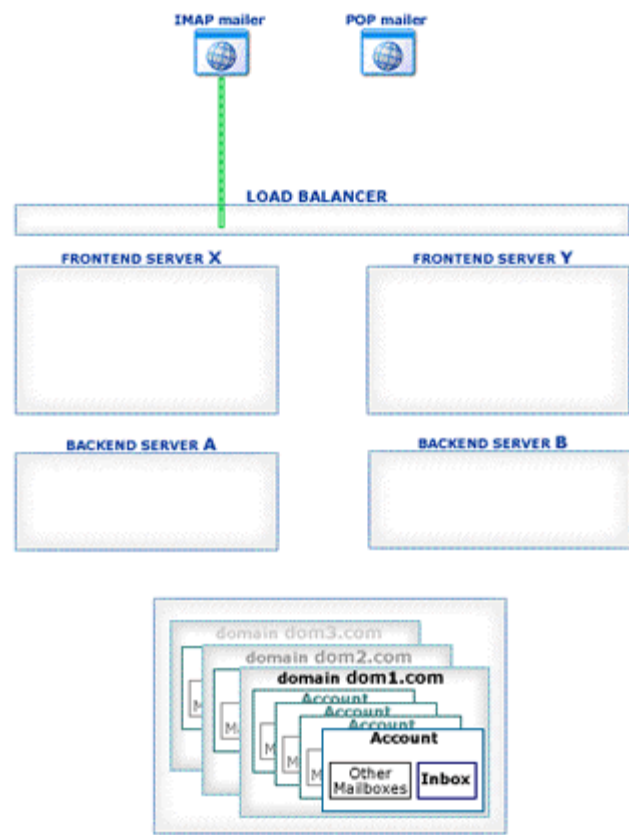 IMAP mailer
POP mailer
LOAD BALANCER
FRONTEND SERVER X
FRONTEND SERVER Y
BACKEND SERVER A
BACKEND SERVER B
domain dom3.com
domain dom2.com
domain dom1.com
Account
Account
Account
Account
Other
Mailboxes
Inbox